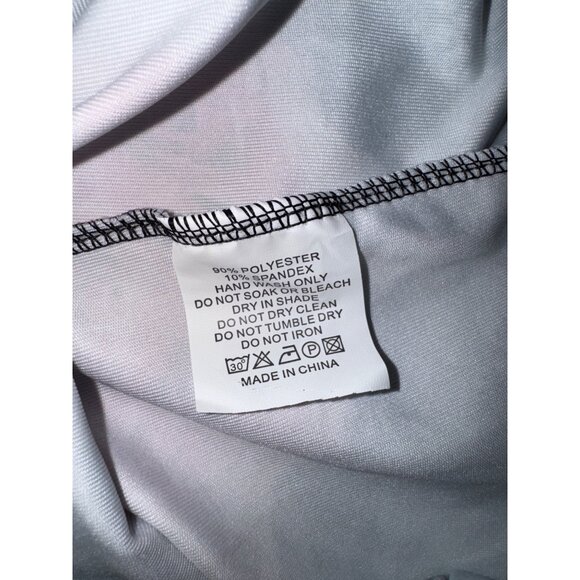 90% POLYESTER
10% SPANDEX
HAND WASH ONLY
DO NOT SOAK OR BLEACH
DRY IN SHADE
DO NOT DRY CLEAN
DO NOT TUMBLE DRY
DO NOT IRON
30° P
MADE IN CHINA